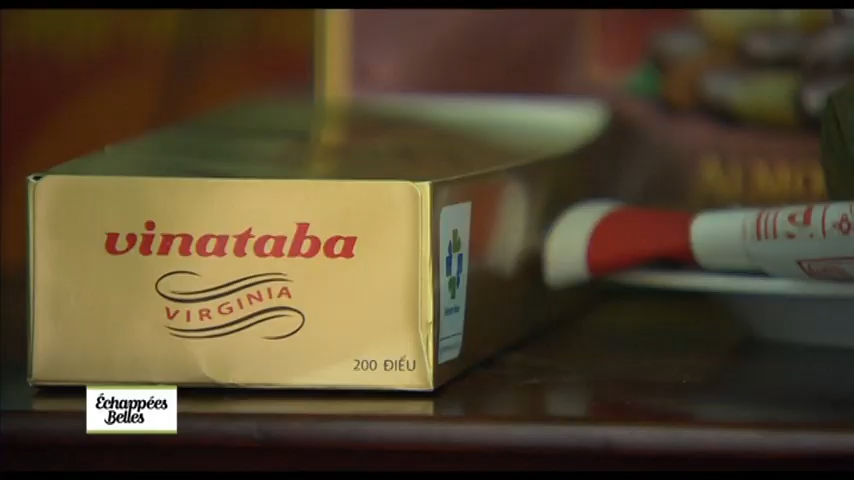 vinataba
VIRGINIA
200 ĐIẾU
Échappées
Belles